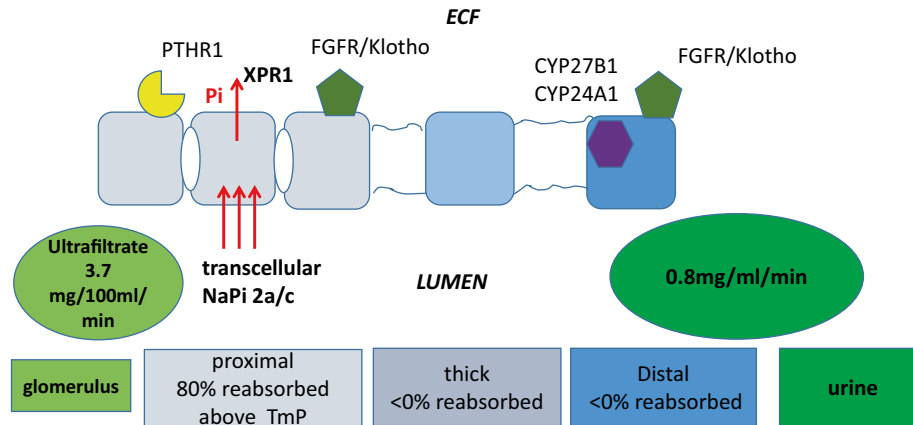 ECF
PTHR1
XPR1
Pi
FGFR/Klotho
CYP27B1
CYP24A1
FGFR/Klotho
Ultrafiltrate
3.7
mg/100ml/
min
transcellular
NaPi 2a/c
LUMEN
0.8mg/ml/min
glomerulus
proximal
80% reabsorbed
above TmP
thick
<0% reabsorbed
Distal
<0% reabsorbed
urine